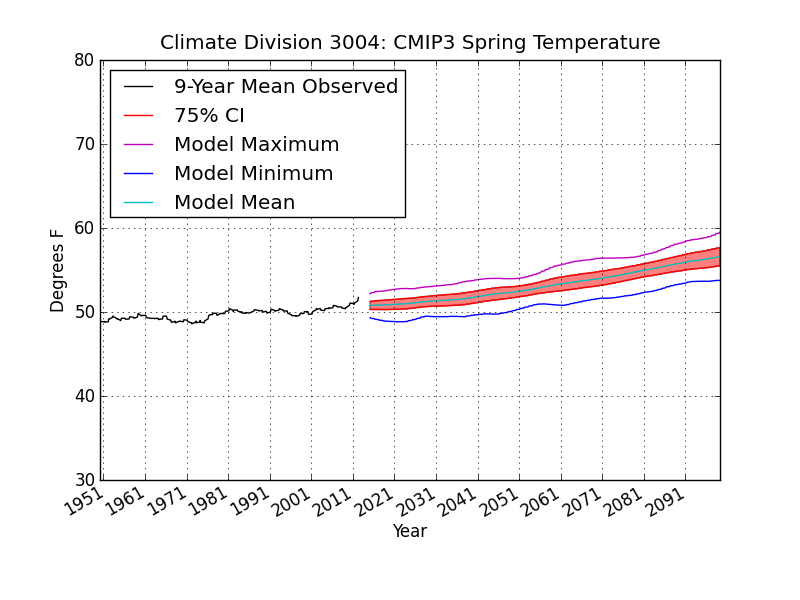 Climate Division 3004: CMIP3 Spring Temperature
80
70
60
50
40
30
Degrees F
9-Year Mean Observed
75% CI
Model Maximum
Model Minimum
Model Mean
1951 1961 1971 1981 1991 2001 2011 2021 2031 2041 2051 2061 2071 2081 2091
Year